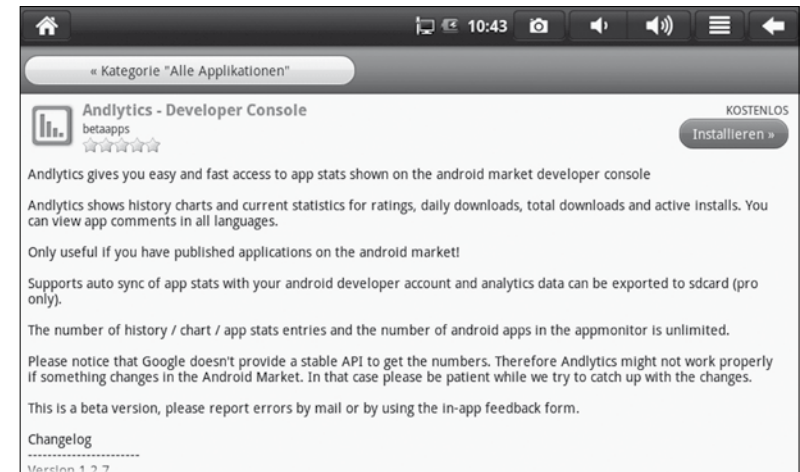 10:43
« Kategorie "Alle Applikationen"
Andlytics - Developer Console
betaapps
KOSTENLOS
Installieren »
Andlytics gives you easy and fast access to app stats shown on the android market developer console
Andlytics shows history charts and current statistics for ratings, daily downloads, total downloads and active installs. You
can view app comments in all languages.
Only useful if you have published applications on the android market!
Supports auto sync of app stats with your android developer account and analytics data can be exported to sdcard (pro
only).
The number of history / chart / app stats entries and the number of android apps in the appmonitor is unlimited.
Please notice that Google doesn't provide a stable API to get the numbers. Therefore Andlytics might not work properly
if something changes in the Android Market. In that case please be patient while we try to catch up with the changes.
This is a beta version, please report errors by mail or by using the in-app feedback form.
Changelog
-----------------------
Version 1.2.7